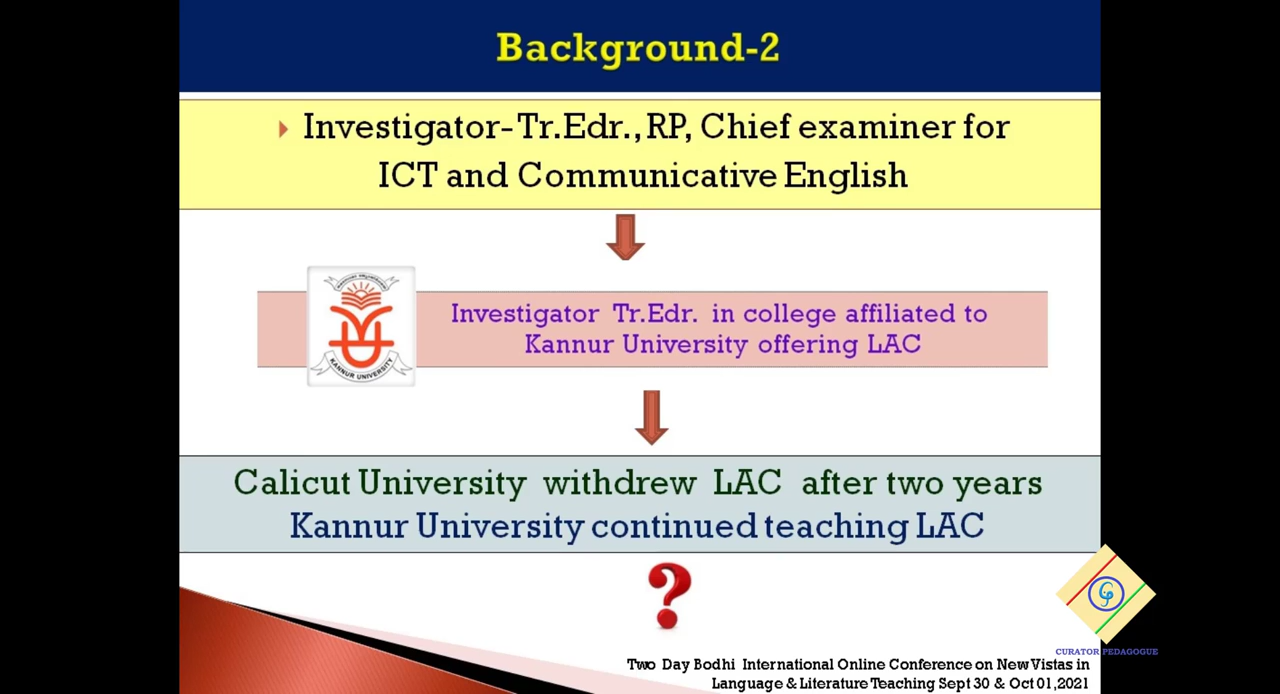 Background-2
Investigator-Tr.Edr.,RP, Chief examiner for
ICT and Communicative English
KANNUR UNIVERSITY
Investigator Tr.Edr. in college affiliated to
Kannur University offering LAC
Calicut University withdrew LAC after two years
Kannur University continued teaching LAC
?
CURATOR PEDAGOGUE
Two Day Bodhi International Online Conference on New Vistas in
Language & Literature Teaching Sept 30 & Oct 01,2021